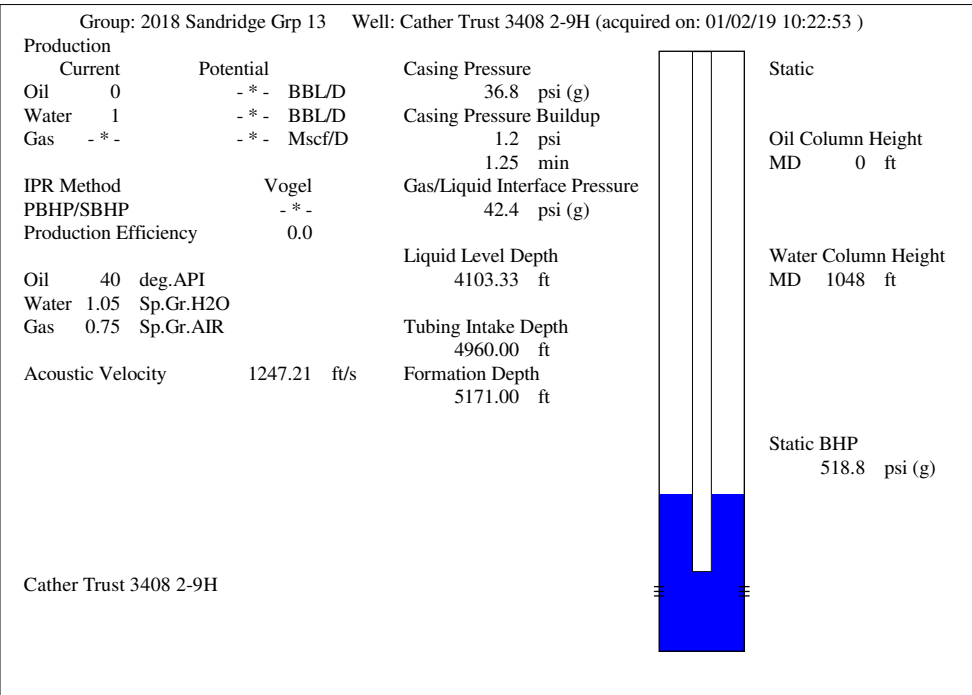 Group: 2018 Sandridge Grp 13 Well: Cather Trust 3408 2-9H (acquired on: 01/02/19 10:22:53 )
Production
Current Potential
Oil 0 - * - BBL/D
Water 1 - * - BBL/D
Gas - * - - * - Mscf/D
IPR Method Vogel
PBHP/SBHP - * -
Production Efficiency 0.0
Oil 40 deg.API
Water 1.05 Sp.Gr.H2O
Gas 0.75 Sp.Gr.AIR
Acoustic Velocity 1247.21 ft/s
Casing Pressure
36.8 psi (g)
Casing Pressure Buildup
1.2 psi
1.25 min
Gas/Liquid Interface Pressure
42.4 psi (g)
Liquid Level Depth
4103.33 ft
Tubing Intake Depth
4960.00 ft
Formation Depth
5171.00 ft
Static
Oil Column Height
MD 0 ft
Water Column Height
MD 1048 ft
Static BHP
518.8 psi (g)
Cather Trust 3408 2-9H